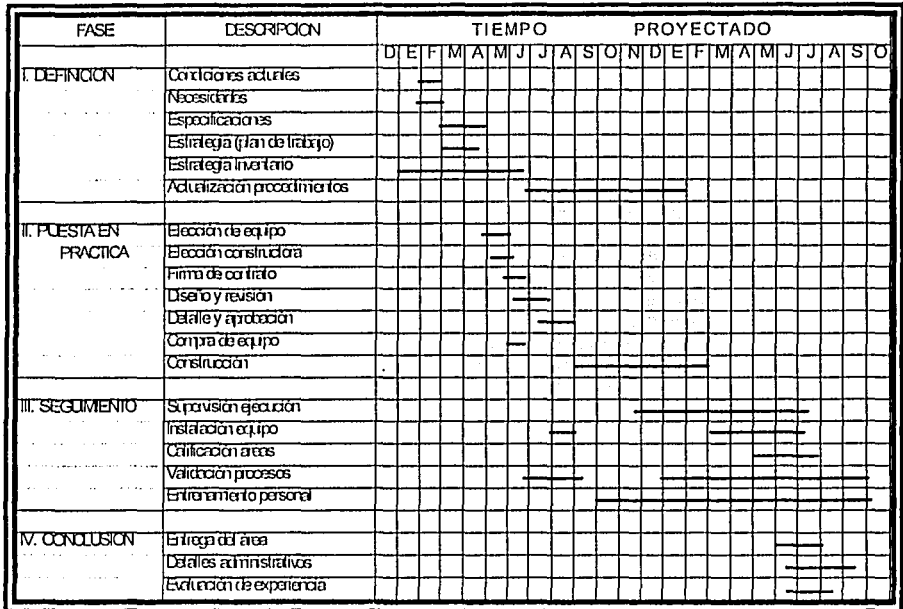 FASE DESCRIPCION TIEMPO PROYECTADO
D E F M A M J J A S O N D E F M A M J J A S O
I. DEFINICION Condiciones actuales
Necesidades
Especificaciones
Estrategia (plan de trabajo)
Estrategia Inventario
Actualización procedimientos
II. PUESTA EN Elección de equipo
PRACTICA Elección constructora
Firma de contrato
Diseño y revisión
Detalle y aprobación
Compra de equipo
Construcción
III. SEGUIMIENTO Supervisión ejecución
Instalación equipo
Calificación areas
Validación procesos
Entrenamiento personal
IV. CONCLUSION Entrega del área
Detalles administrativos
Evaluación de experiencia